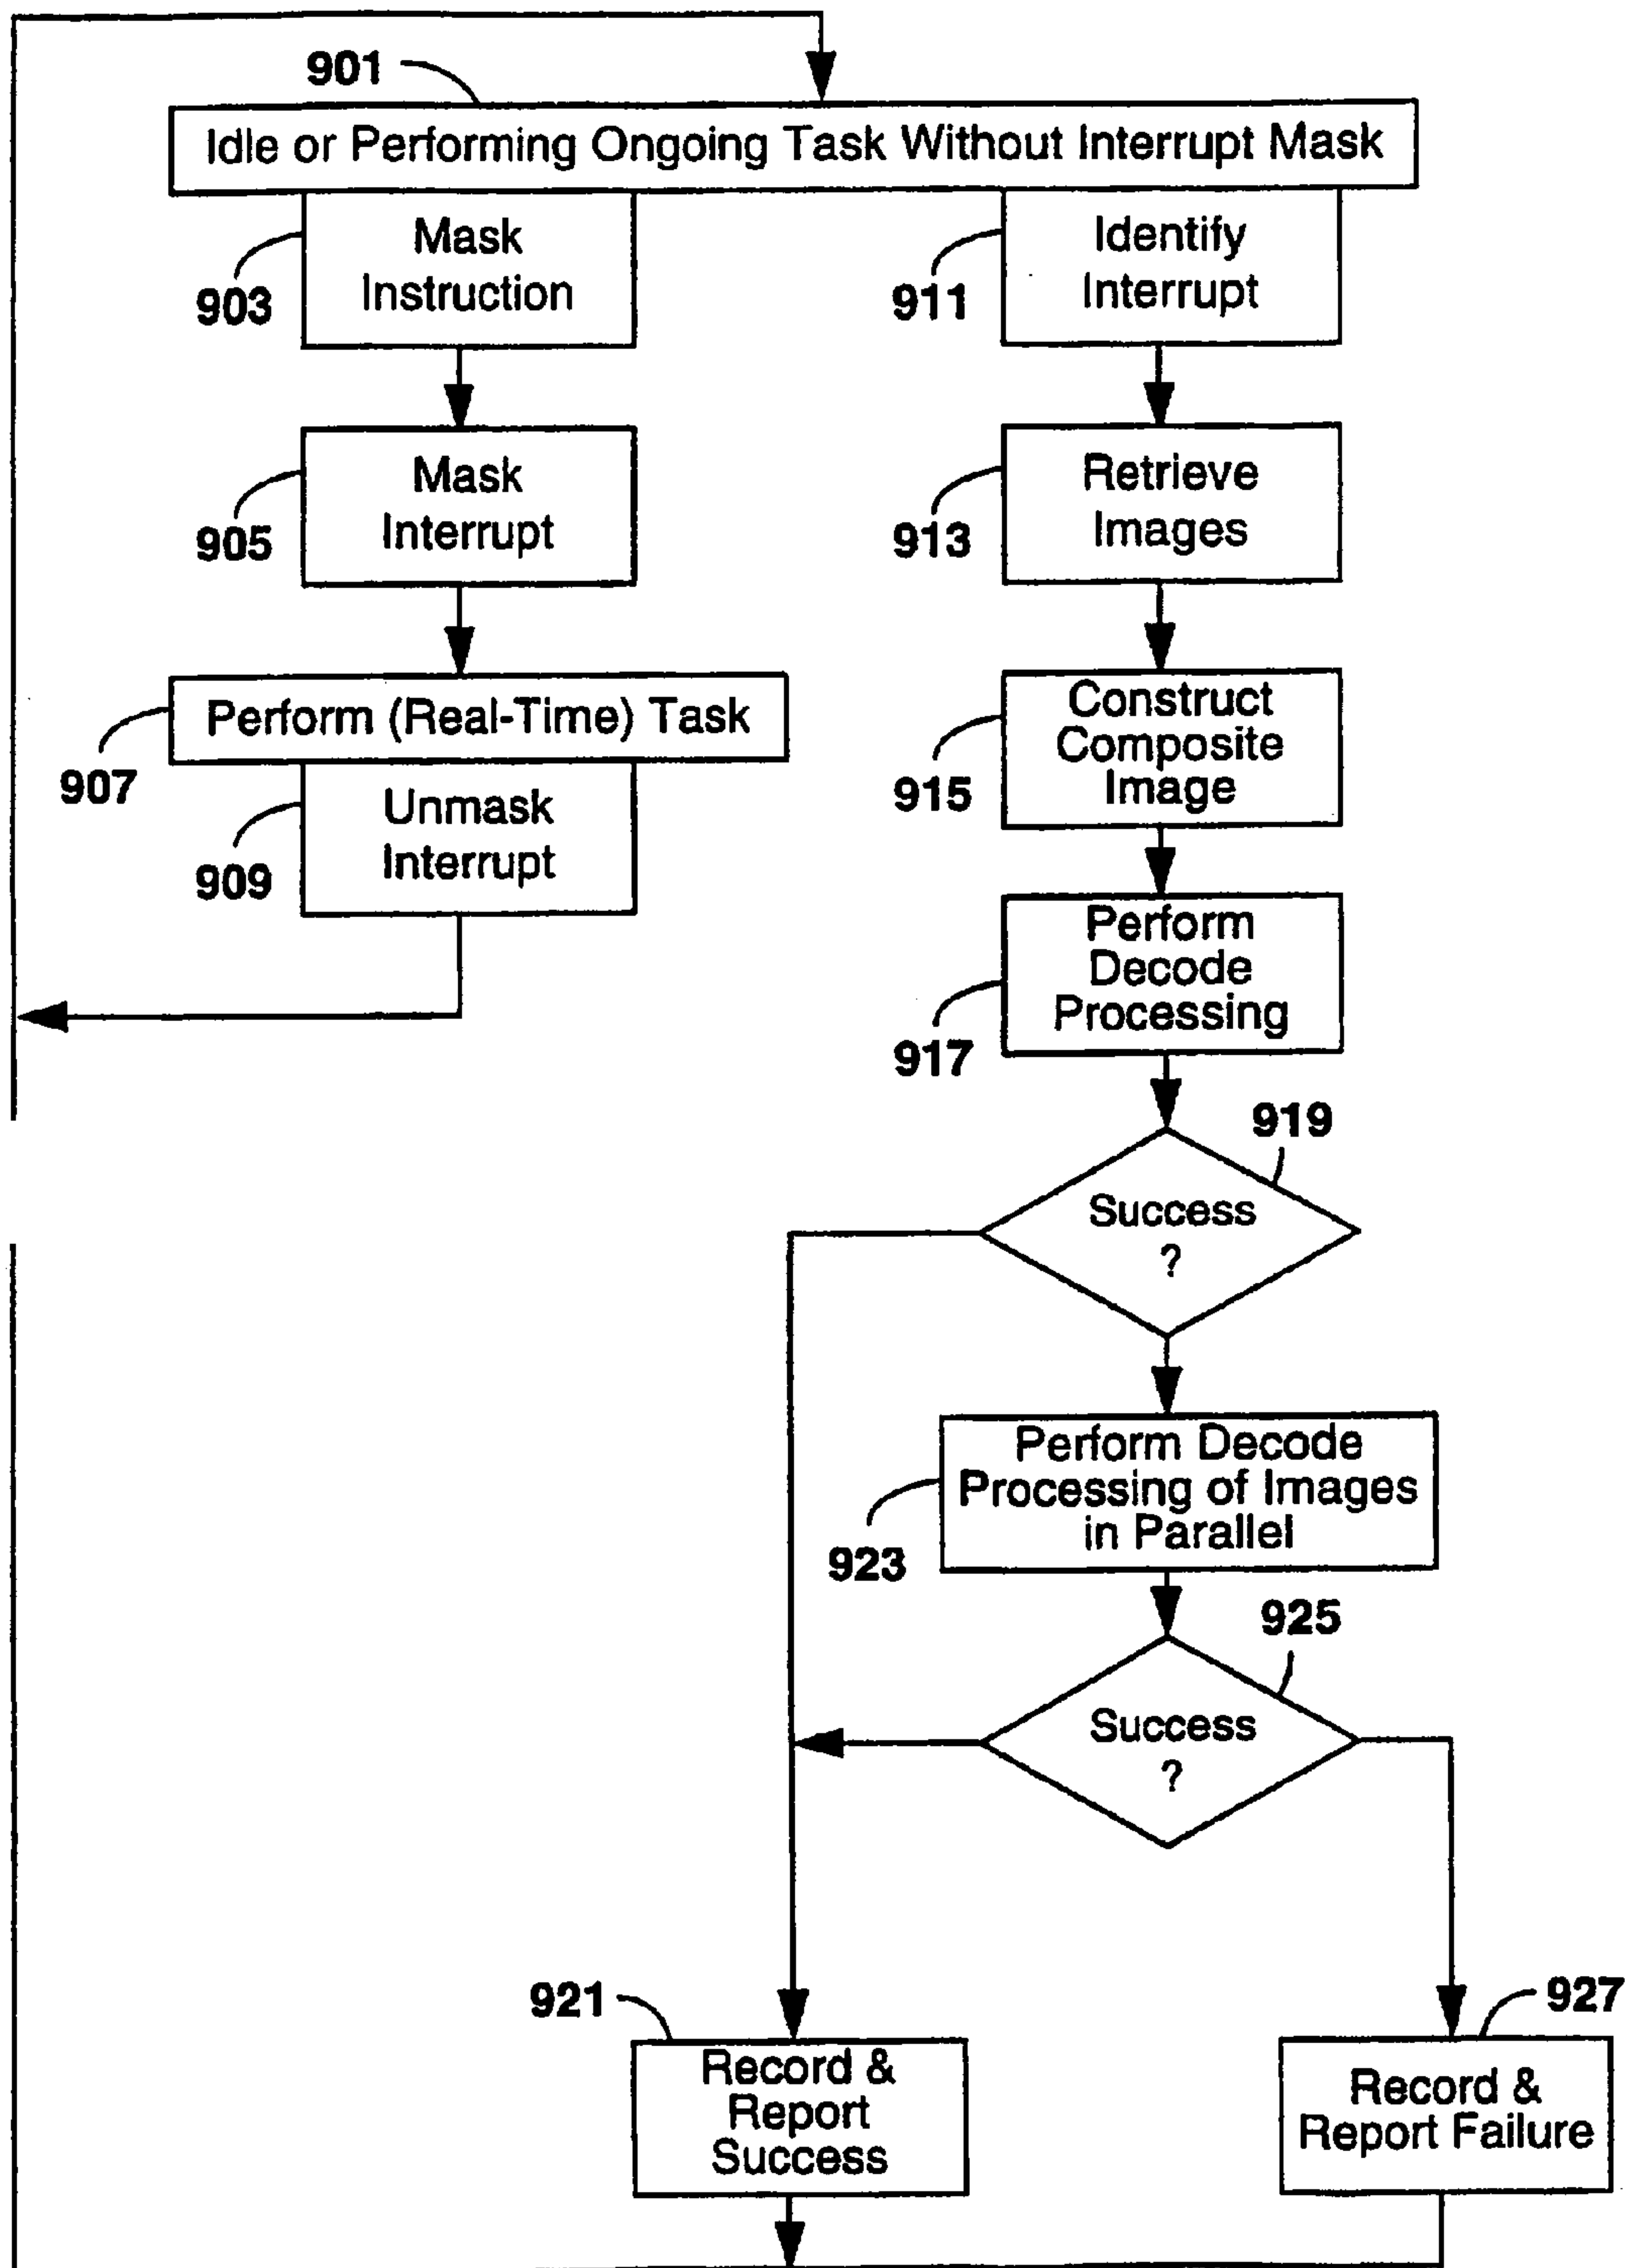 901
Idle or Performing Ongoing Task Without Interrupt Mask
903
Mask
Instruction
905
Mask
Interrupt
907
Perform (Real-Time) Task
909
Unmask
Interrupt
911
Identify
Interrupt
913
Retrieve
Images
915
Construct
Composite
Image
917
Perform
Decode
Processing
919
Success
?
923
Perform Decode
Processing of Images
in Parallel
925
Success
?
921
Record &
Report
Success
927
Record &
Report Failure